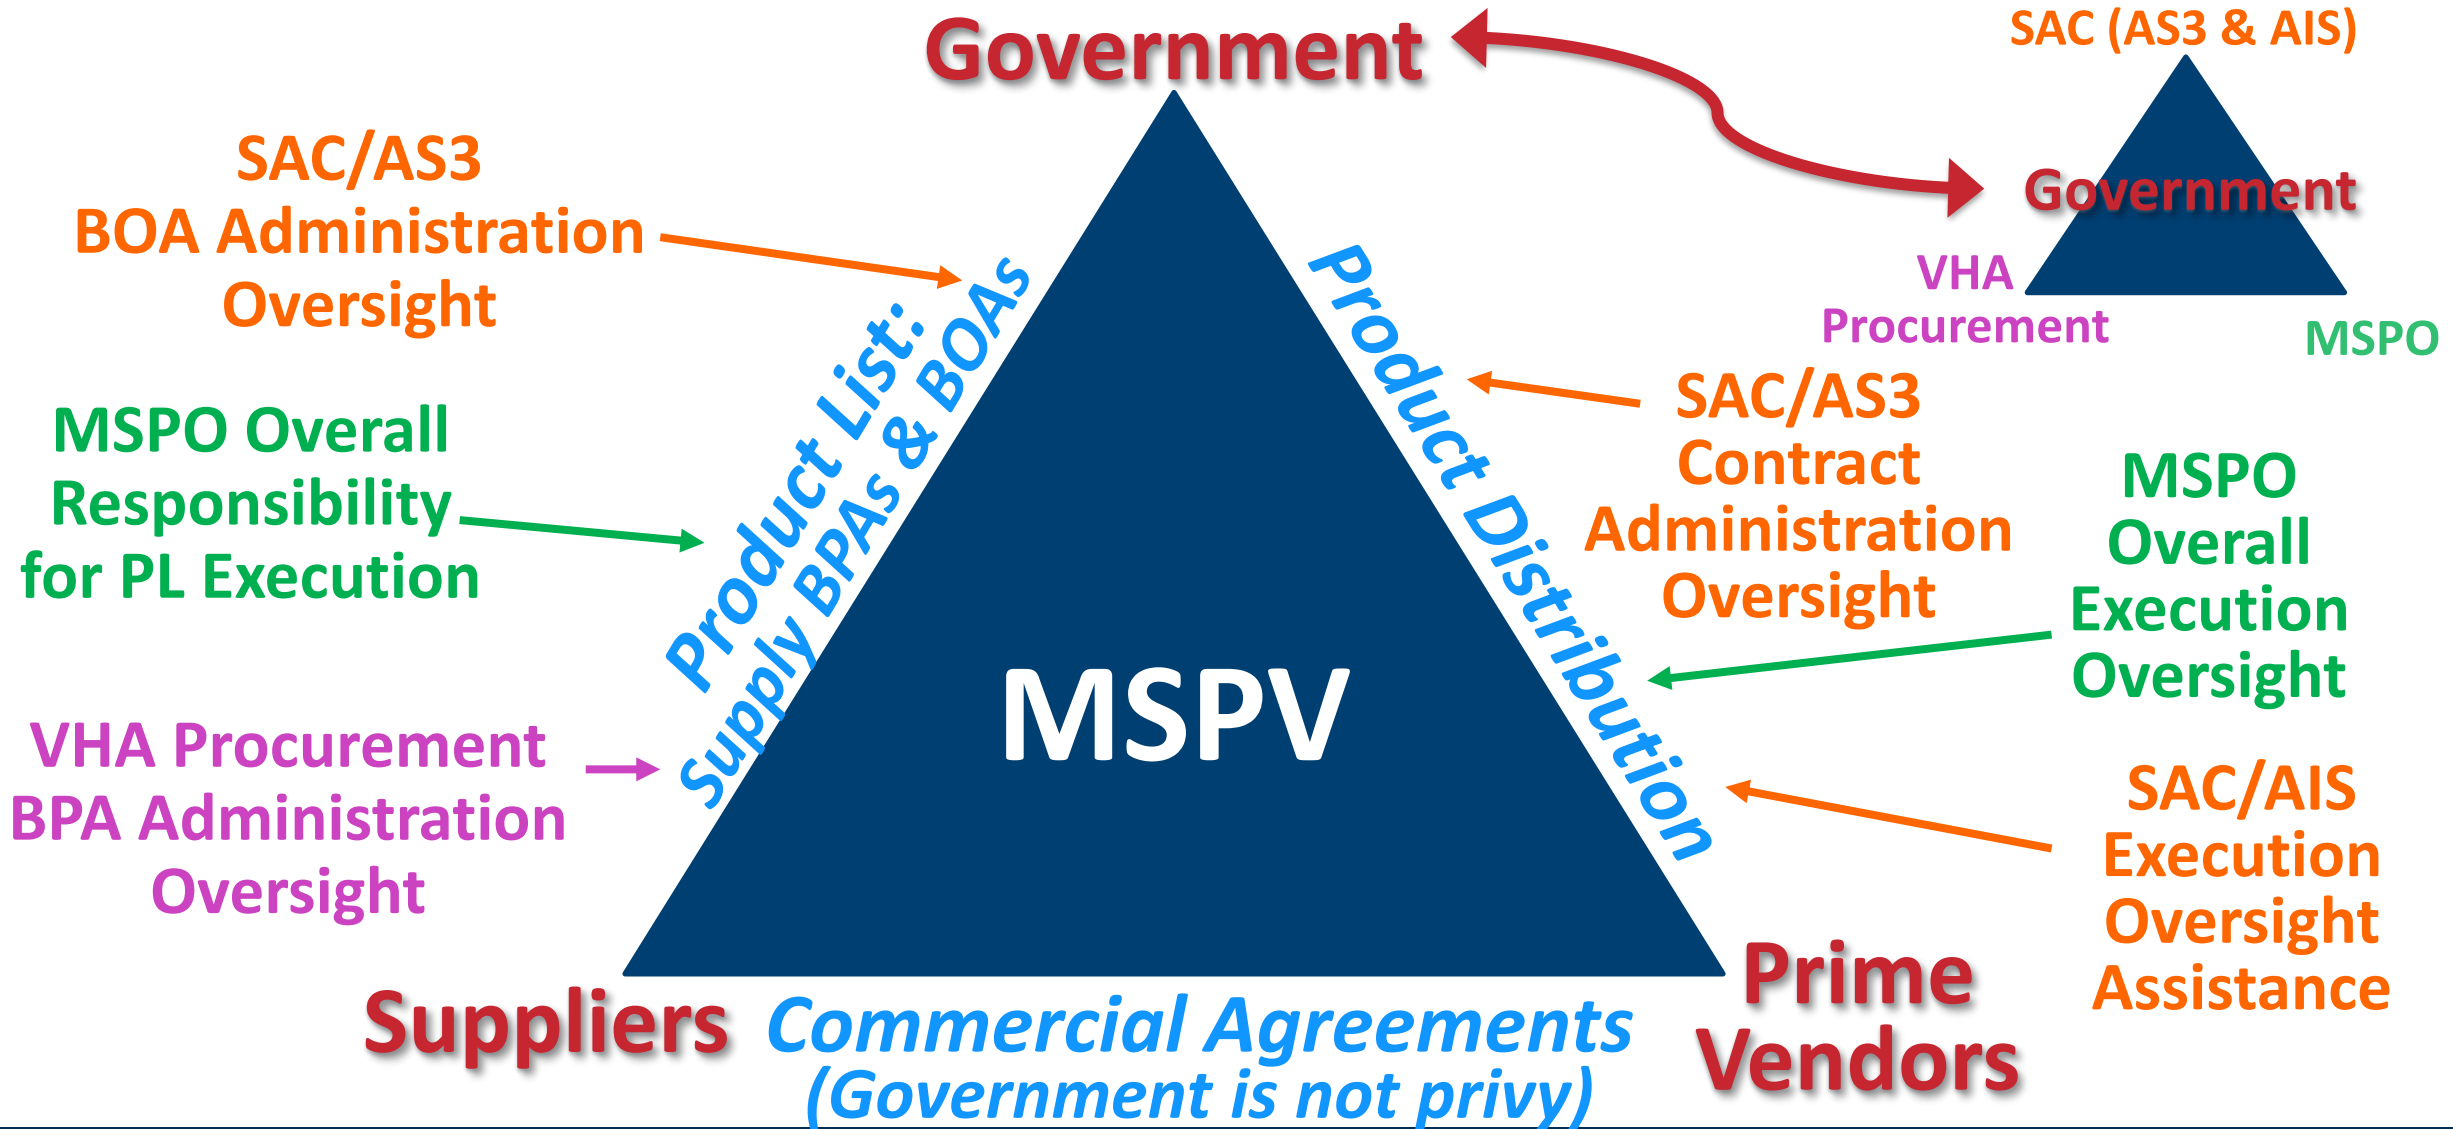 Government
SAC (AS3 & AIS)
Government
VHA
Procurement
MSPO
SAC/AS3
BOA Administration
Oversight
MSPO Overall
Responsibility
for PL Execution
VHA Procurement
BPA Administration
Oversight
Product List:
Supply BPAs & BOAs
MSPV
Product Distribution
SAC/AS3
Contract
Administration
Oversight
MSPO
Overall
Execution
Oversight
SAC/AIS
Execution
Oversight
Assistance
Suppliers
Commercial Agreements
(Government is not privy)
Prime
Vendors